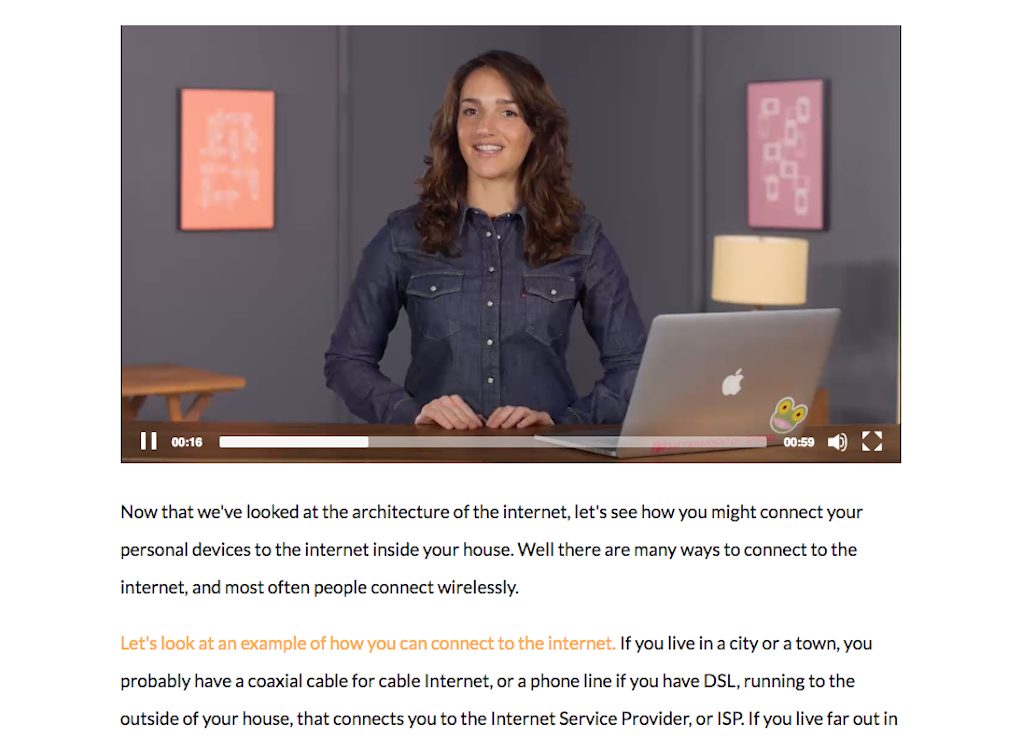 00:16
00:59
Now that we've looked at the architecture of the internet, let's see how you might connect your
personal devices to the internet inside your house. Well there are many ways to connect to the
internet, and most often people connect wirelessly.
Let's look at an example of how you can connect to the internet. If you live in a city or a town, you
probably have a coaxial cable for cable Internet, or a phone line if you have DSL, running to the
outside of your house, that connects you to the Internet Service Provider, or ISP. If you live far out in